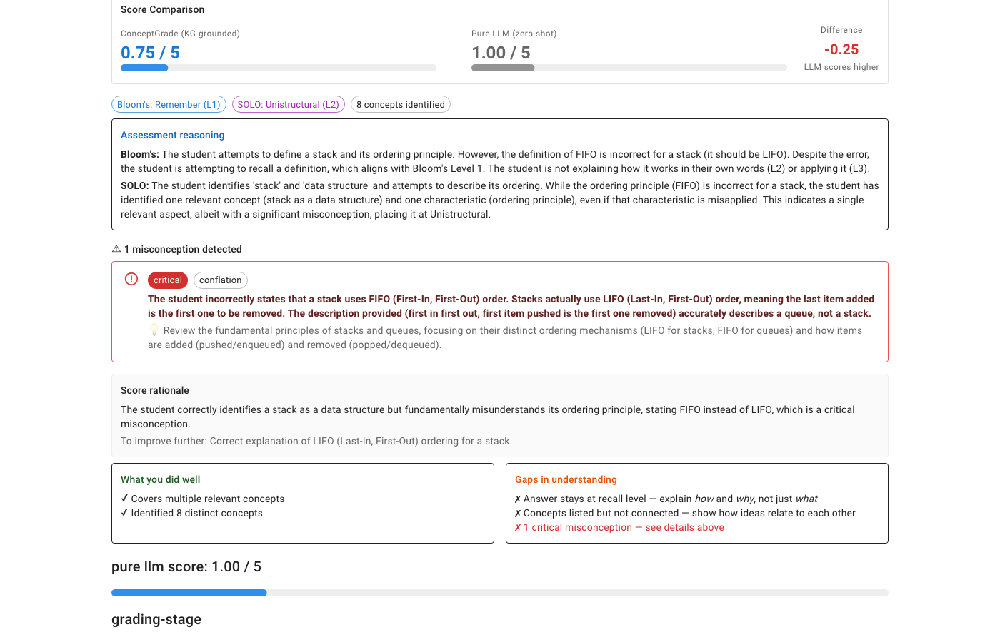 Score Comparison
ConceptGrade (KG-grounded)
0.75 / 5
Pure LLM (zero-shot)
1.00 / 5
Difference
-0.25
LLM scores higher
Bloom's: Remember (L1)
SOLO: Unistructural (L2)
8 concepts identified
Assessment reasoning
Bloom's: The student attempts to define a stack and its ordering principle. However, the definition of FIFO is incorrect for a stack (it should be LIFO). Despite the error,
the student is attempting to recall a definition, which aligns with Bloom's Level 1. The student is not explaining how it works in their own words (L2) or applying it (L3).
SOLO: The student identifies 'stack' and 'data structure' and attempts to describe its ordering. While the ordering principle (FIFO) is incorrect for a stack, the student has
identified one relevant concept (stack as a data structure) and one characteristic (ordering principle), even if that characteristic is misapplied. This indicates a single
relevant aspect, albeit with a significant misconception, placing it at Unistructural.
⚠ 1 misconception detected
critical
conflation
The student incorrectly states that a stack uses FIFO (First-In, First-Out) order. Stacks actually use LIFO (Last-In, First-Out) order, meaning the last item added
is the first one to be removed. The description provided (first in first out, first item pushed is the first one removed) accurately describes a queue, not a stack.
💡 Review the fundamental principles of stacks and queues, focusing on their distinct ordering mechanisms (LIFO for stacks, FIFO for queues) and how items
are added (pushed/enqueued) and removed (popped/dequeued).
Score rationale
The student correctly identifies a stack as a data structure but fundamentally misunderstands its ordering principle, stating FIFO instead of LIFO, which is a critical
misconception.
To improve further: Correct explanation of LIFO (Last-In, First-Out) ordering for a stack.
What you did well
✓ Covers multiple relevant concepts
✓ Identified 8 distinct concepts
Gaps in understanding
✗ Answer stays at recall level — explain how and why, not just what
✗ Concepts listed but not connected — show how ideas relate to each other
✗ 1 critical misconception — see details above
pure llm score: 1.00 / 5
grading-stage